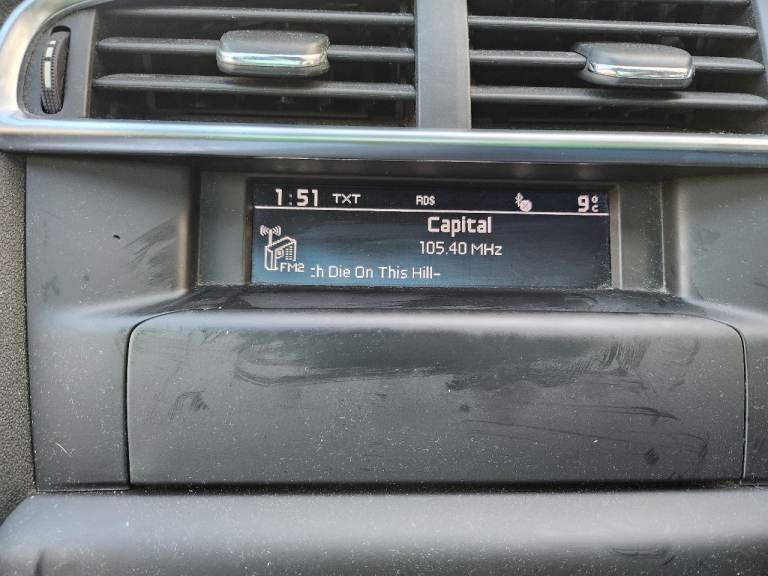 1:51 TXT RDS 9°C
Capital
105.40 MHz
FM2 :h Die On This Hill-